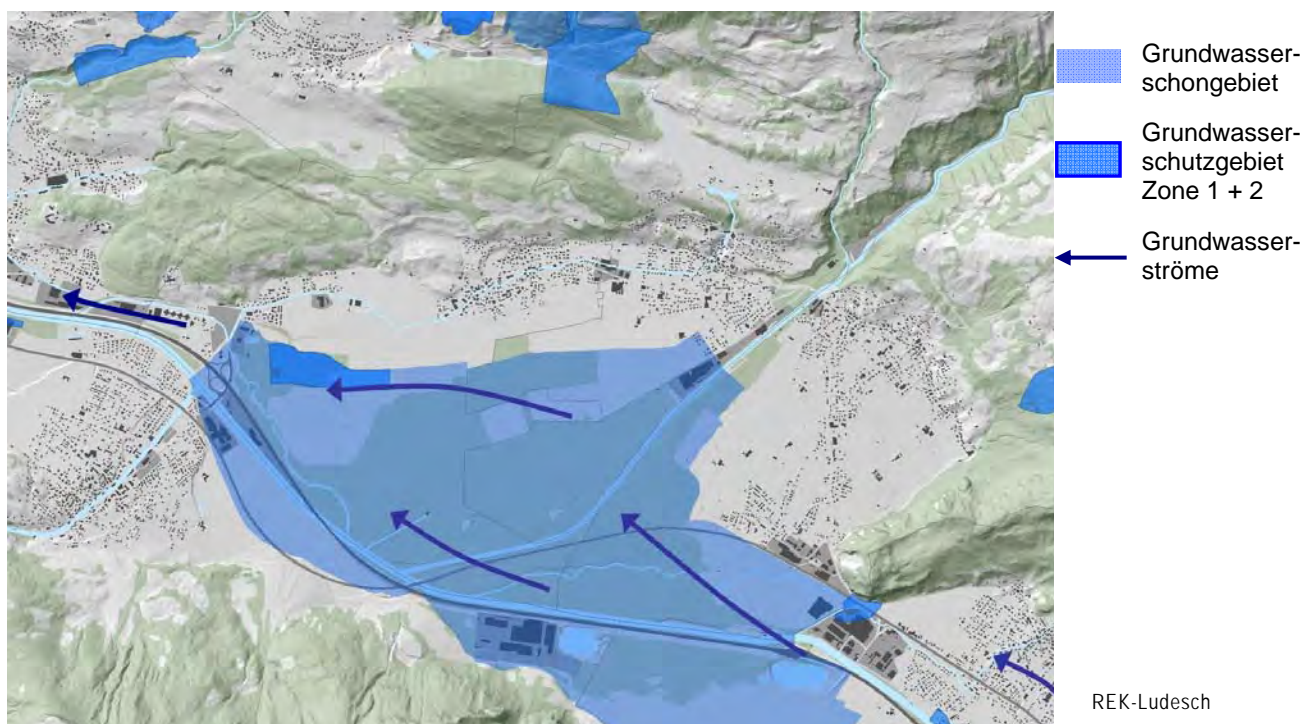 Grundwasser-
schongebiet
Grundwasser-
schutzgebiet
Zone 1 + 2
Grundwasser-
ströme
REK-Ludesch